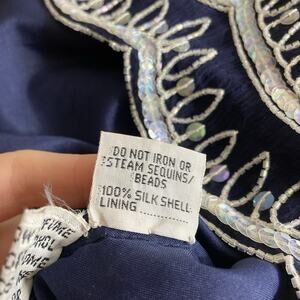 DO NOT IRON OR
STEAM SEQUINS/
BEADS
100% SILK SHELL
LINING ............